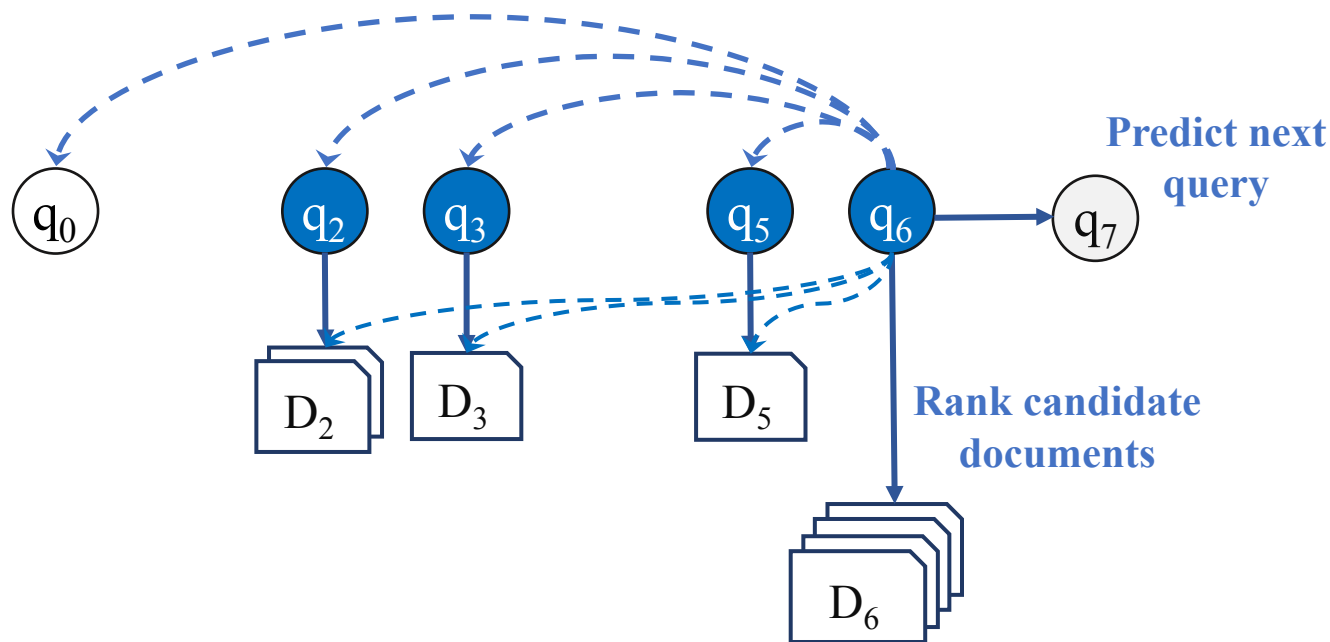 Predict next
query
q0
q2
q3
q5
q6
q7
D2
D3
D5
Rank candidate
documents
D6